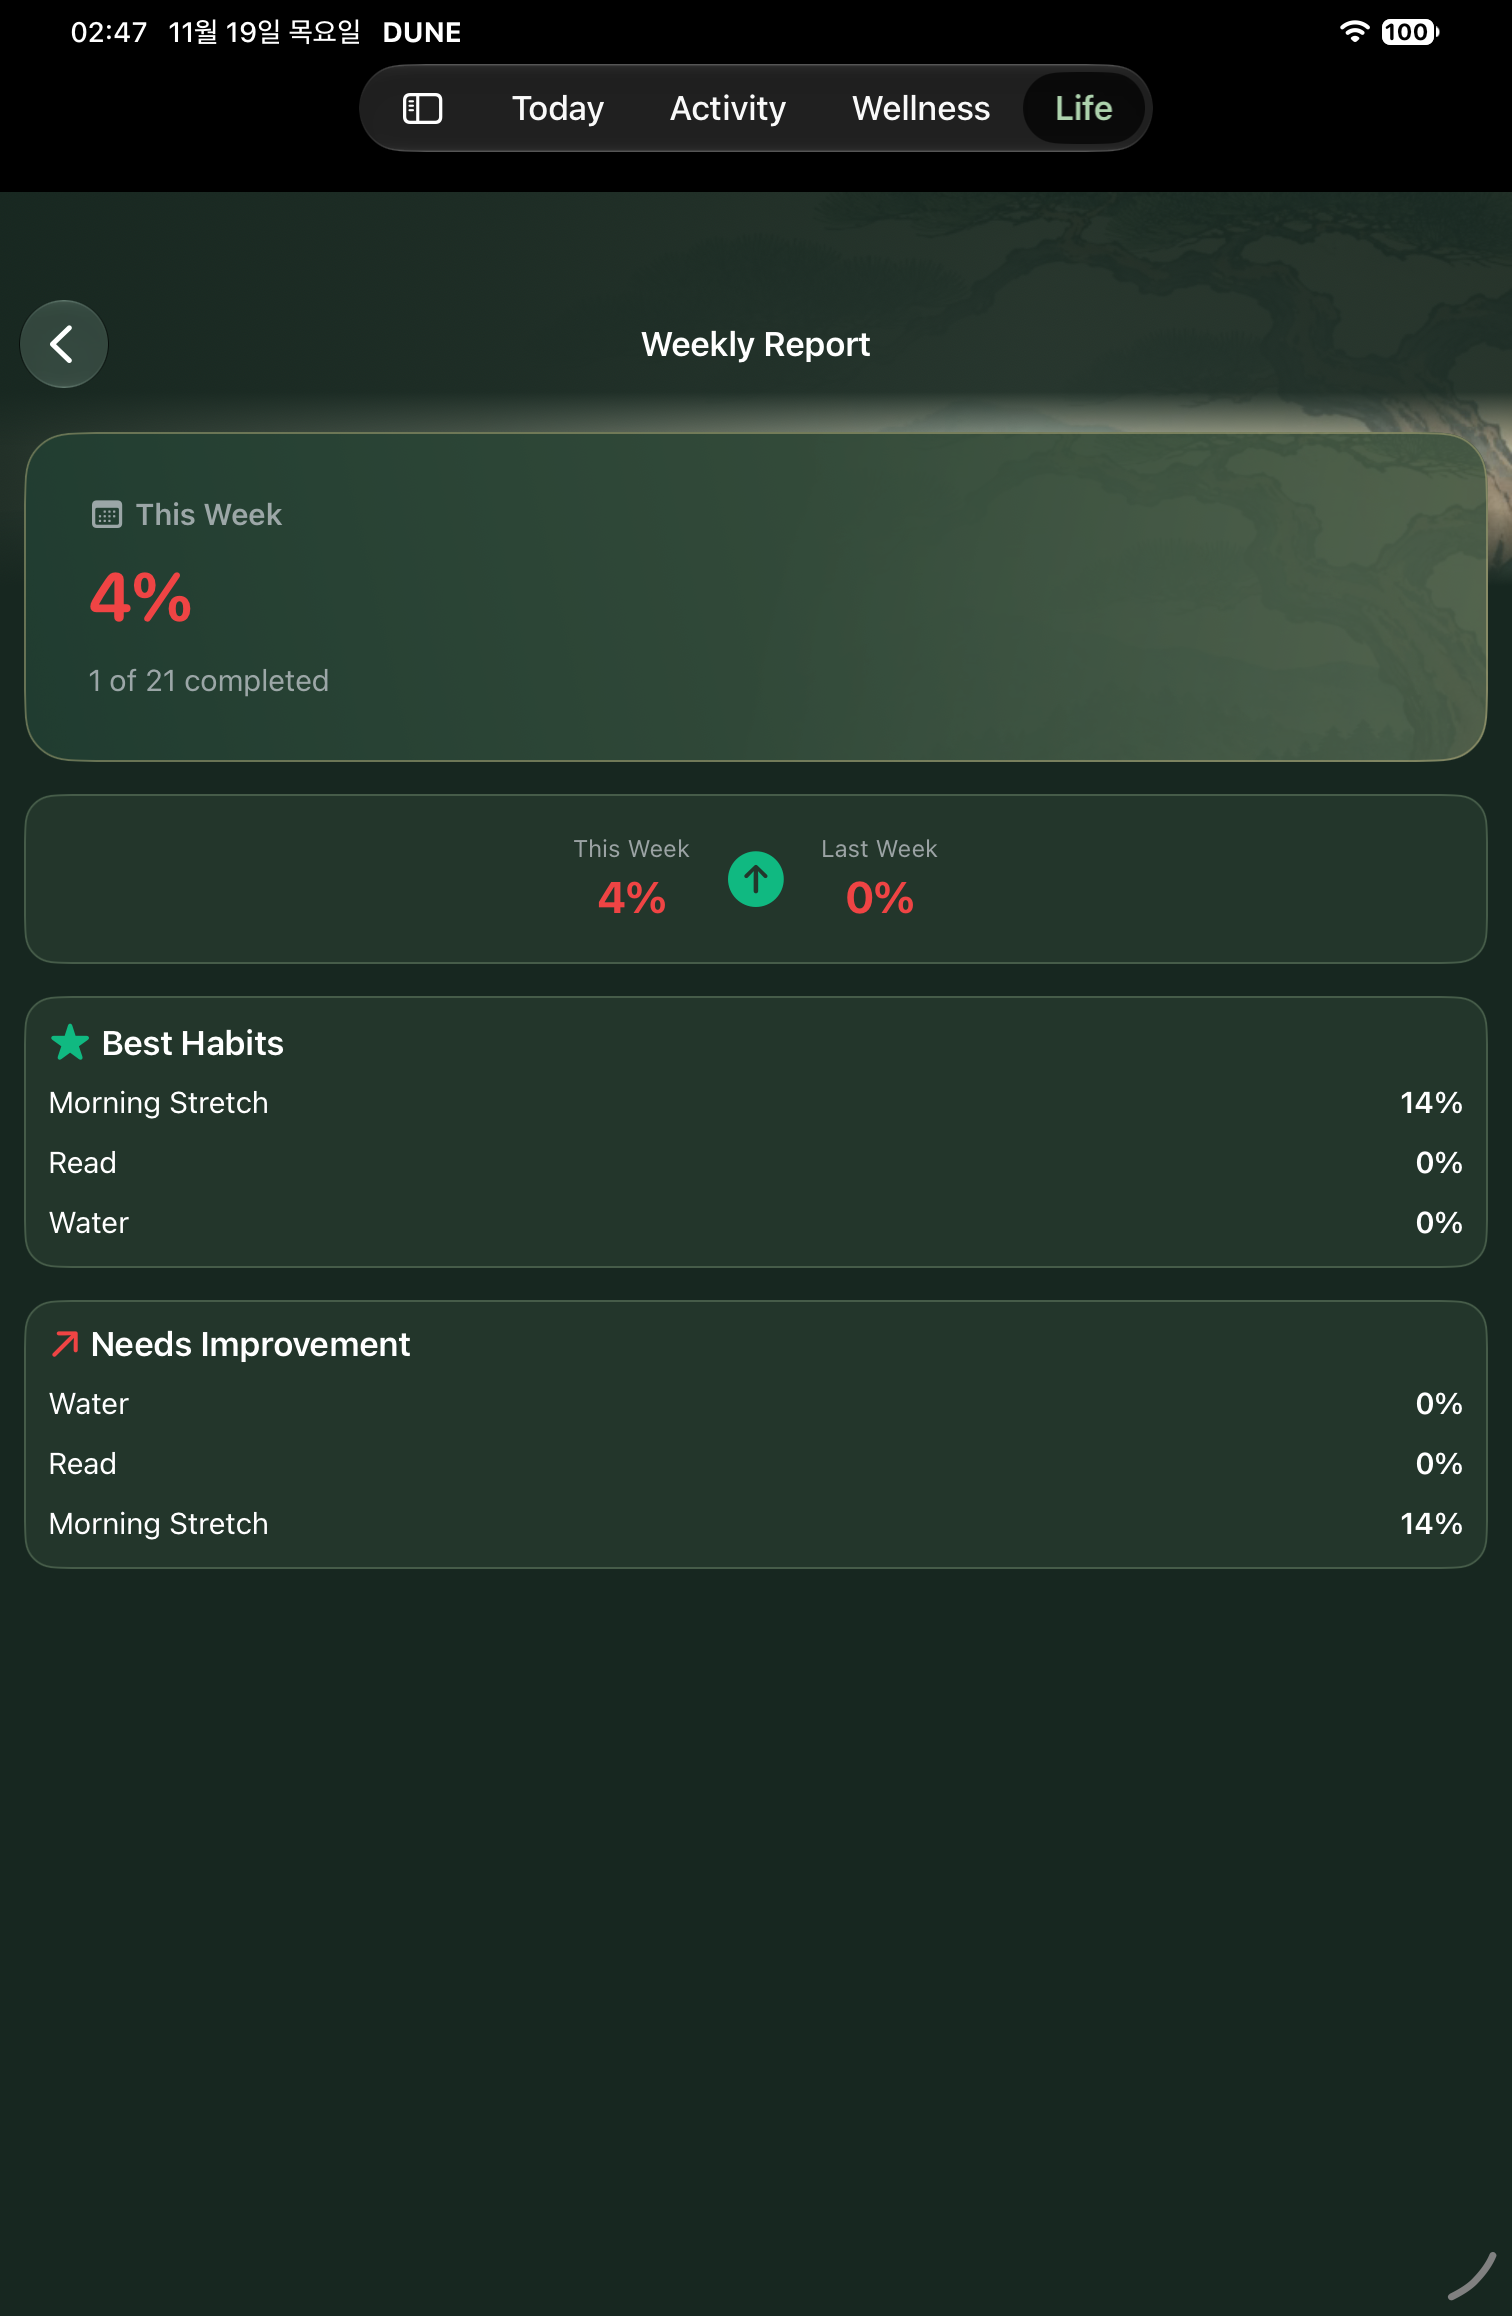 02:47 11월 19일 목요일 DUNE 100
Today Activity Wellness Life
Weekly Report
This Week
4%
1 of 21 completed
This Week Last Week
4% 0%
Best Habits
Morning Stretch 14%
Read 0%
Water 0%
Needs Improvement
Water 0%
Read 0%
Morning Stretch 14%